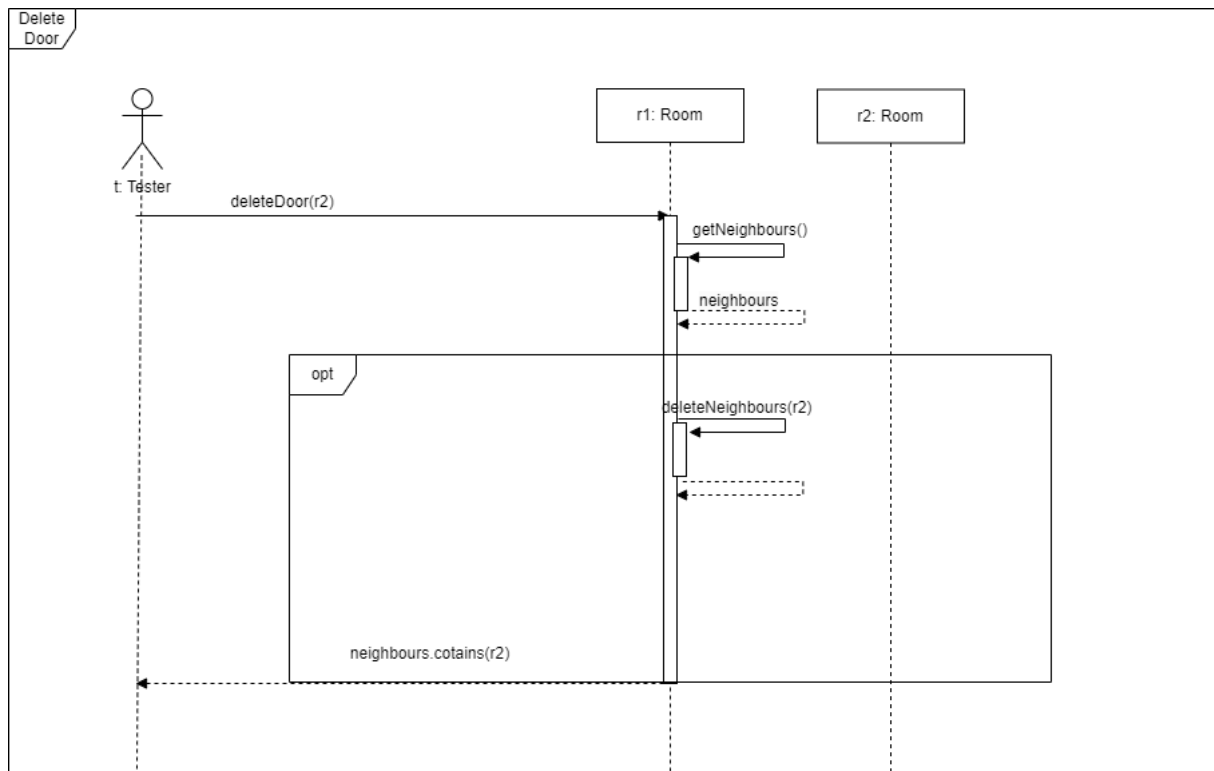 Delete
Door
r1: Room
r2: Room
t: Tester
deleteDoor(r2)
getNeighbours()
neighbours
opt
deleteNeighbours(r2)
neighbours.cotains(r2)